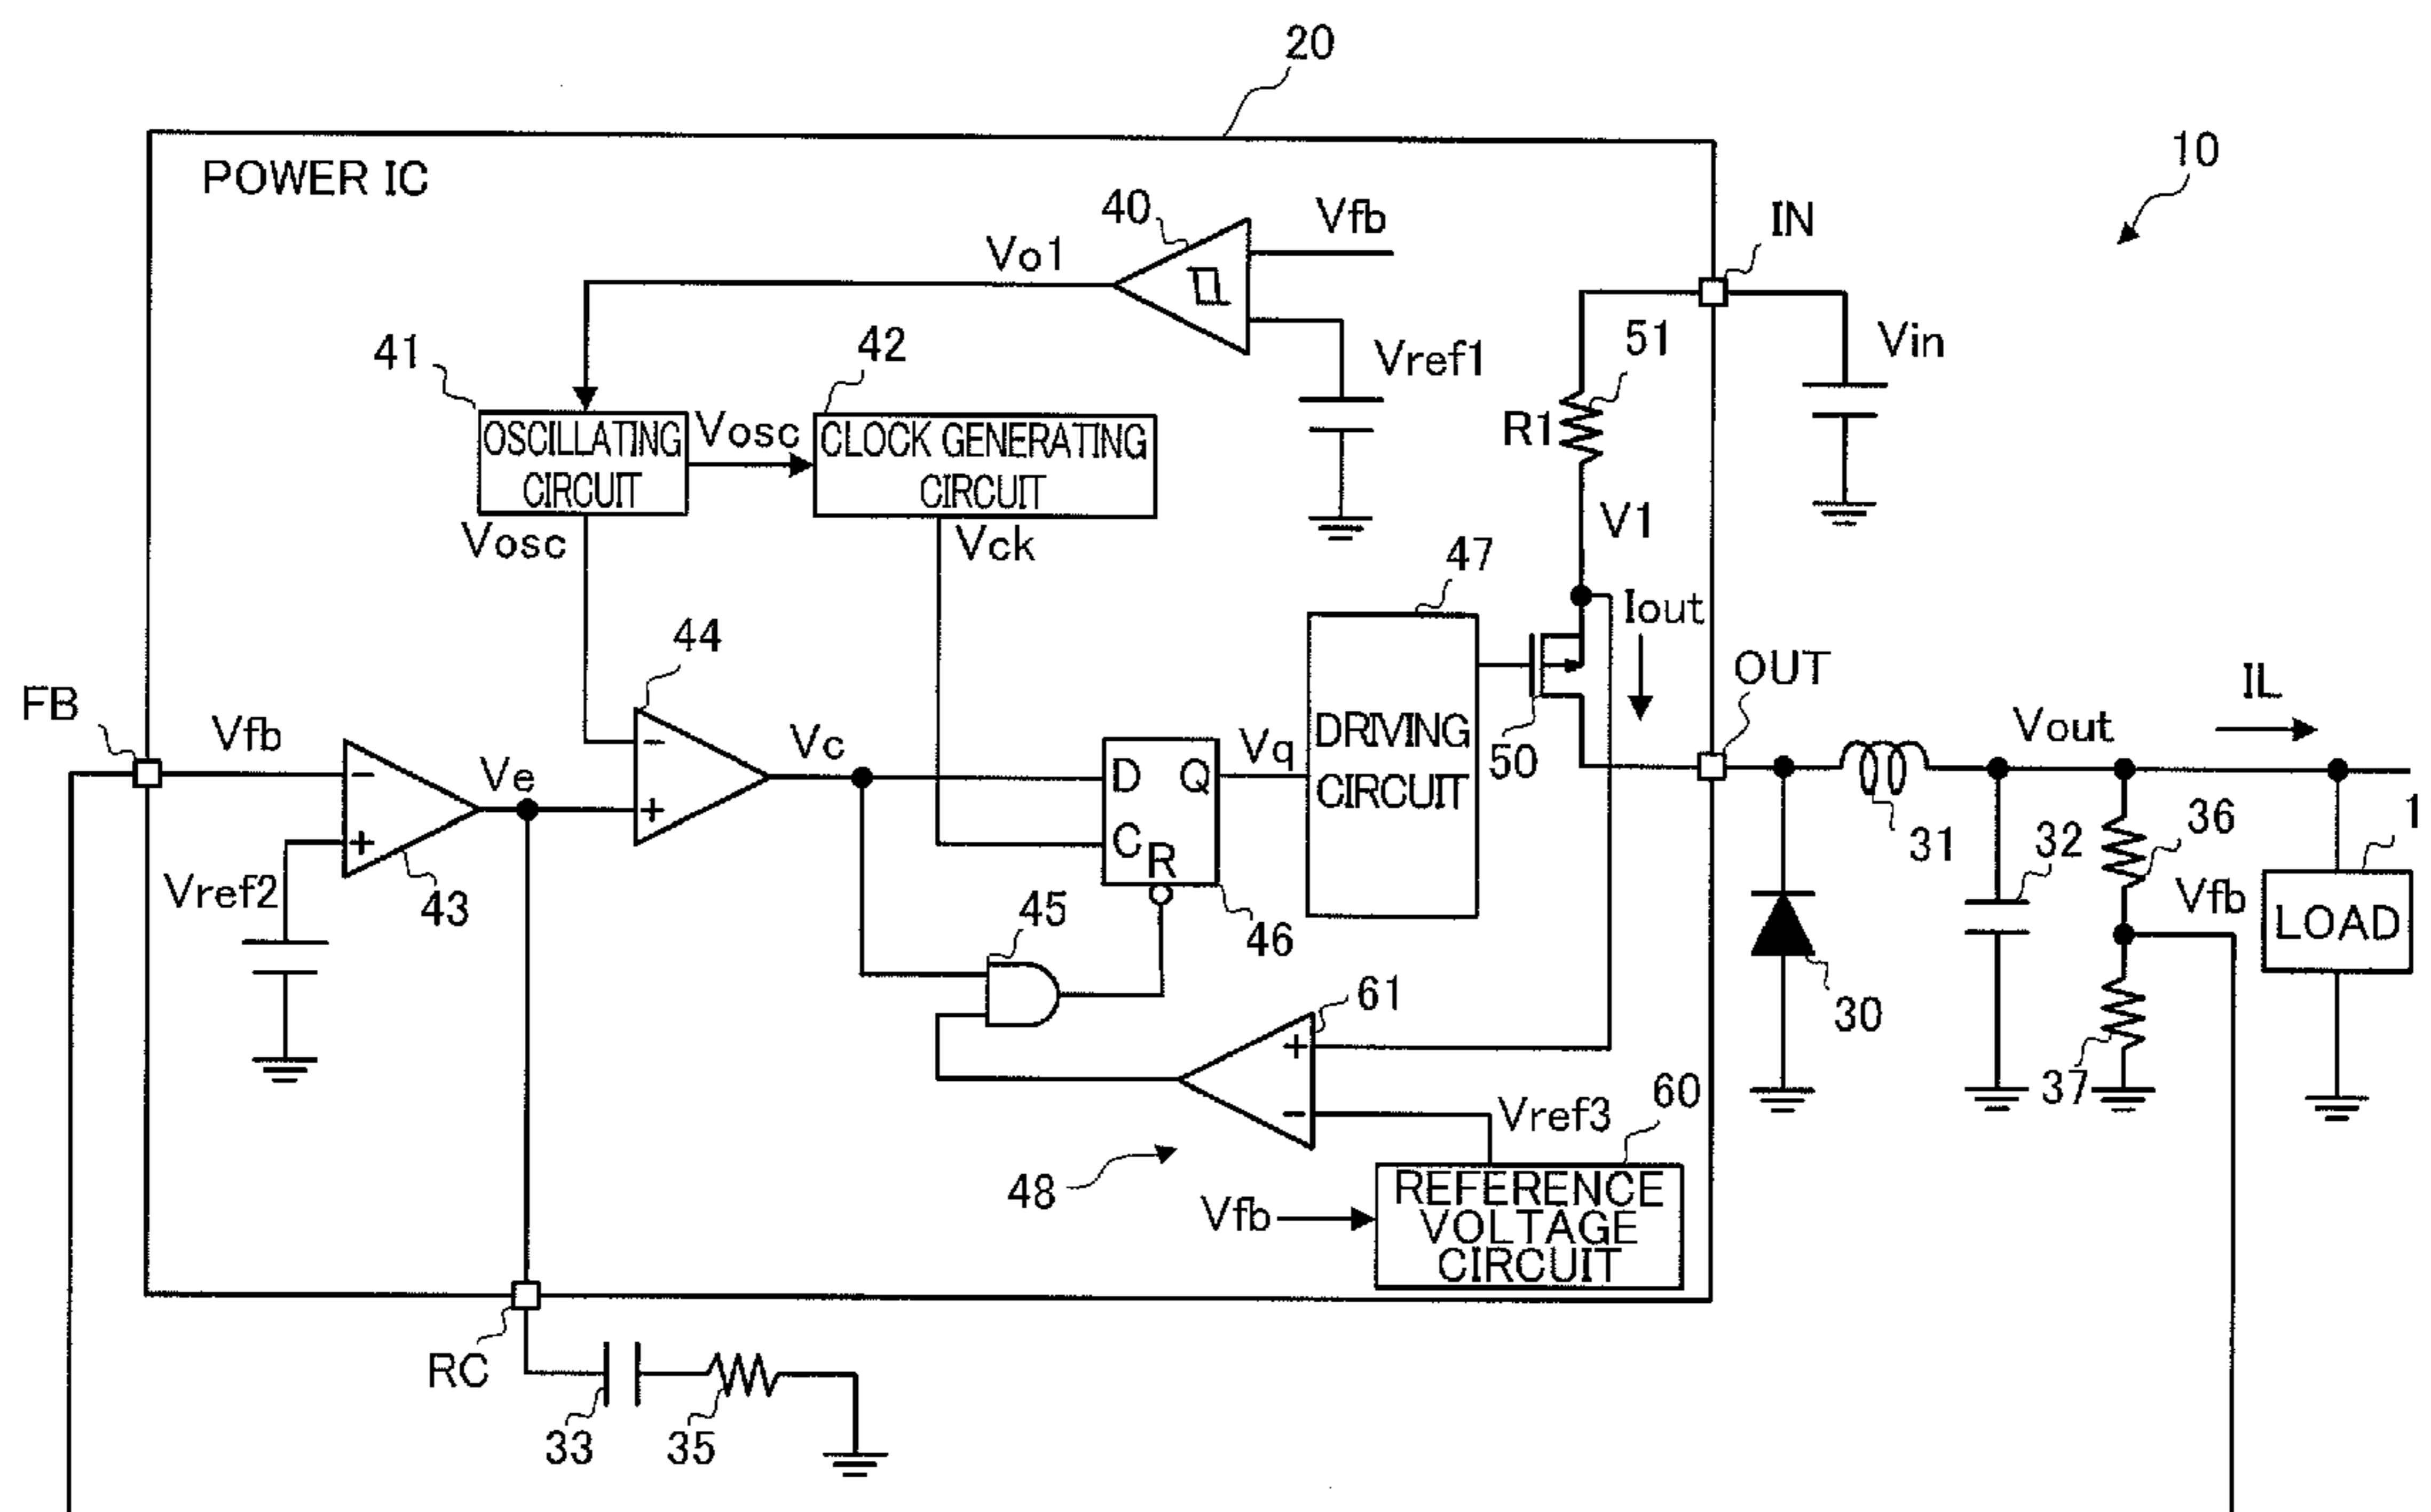 20
POWER IC
10
40
Vfb
IN
Vo1
41
42
Vref1
51
Vin
OSCILLATING
CIRCUIT
Vosc
CLOCK GENERATING
CIRCUIT
R1
Vosc
Vck
V1
47
Iout
44
OUT
FB
Vfb
Ve
Vc
D
Q
C
R
Vq
DRIVING
CIRCUIT
50
IL
Vout
-
+
-
+
Vref2
43
45
46
31
32
36
1
Vfb
LOAD
30
37
61
+
-
Vref3
60
48
Vfb
REFERENCE
VOLTAGE
CIRCUIT
RC
33
35